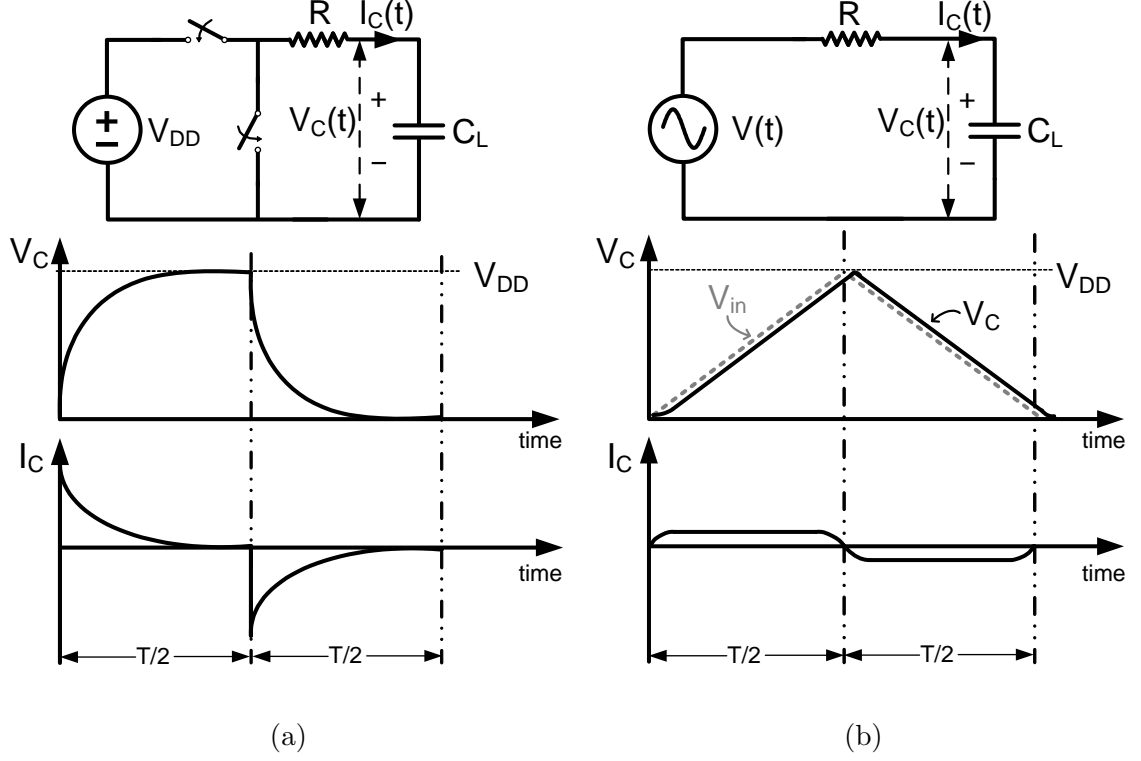 R I_C(t)
V_DD
V_C(t)
+
−
C_L
V_C
V_DD
time
I_C
time
T/2 T/2
(a)
R I_C(t)
V(t)
V_C(t)
+
−
C_L
V_C
V_DD
V_in
V_C
time
I_C
time
T/2 T/2
(b)